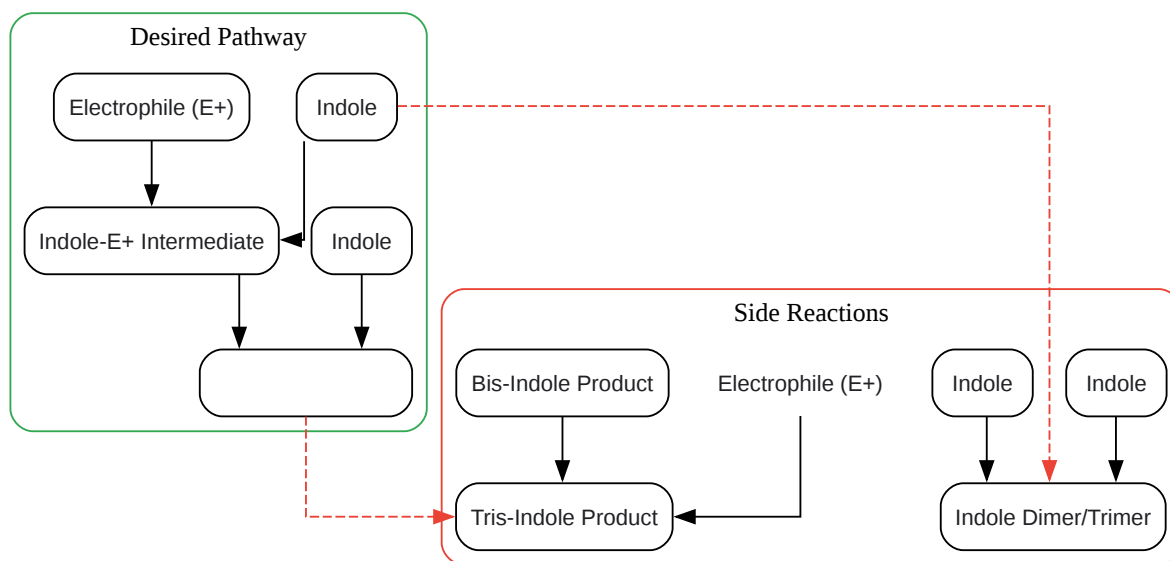 Desired Pathway
Electrophile (E+)
Indole
Indole-E+ Intermediate
Indole
Side Reactions
Bis-Indole Product
Electrophile (E+)
Indole
Indole
Tris-Indole Product
Indole Dimer/Trimer